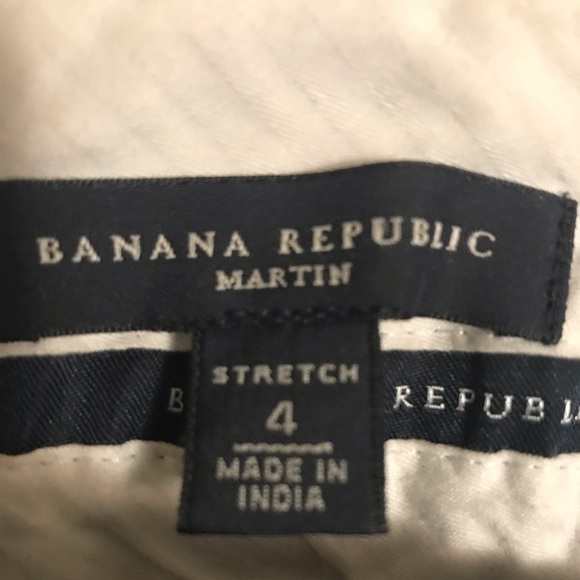 BANANA REPUBLIC
MARTIN
STRETCH
4
MADE IN
INDIA
REPUB